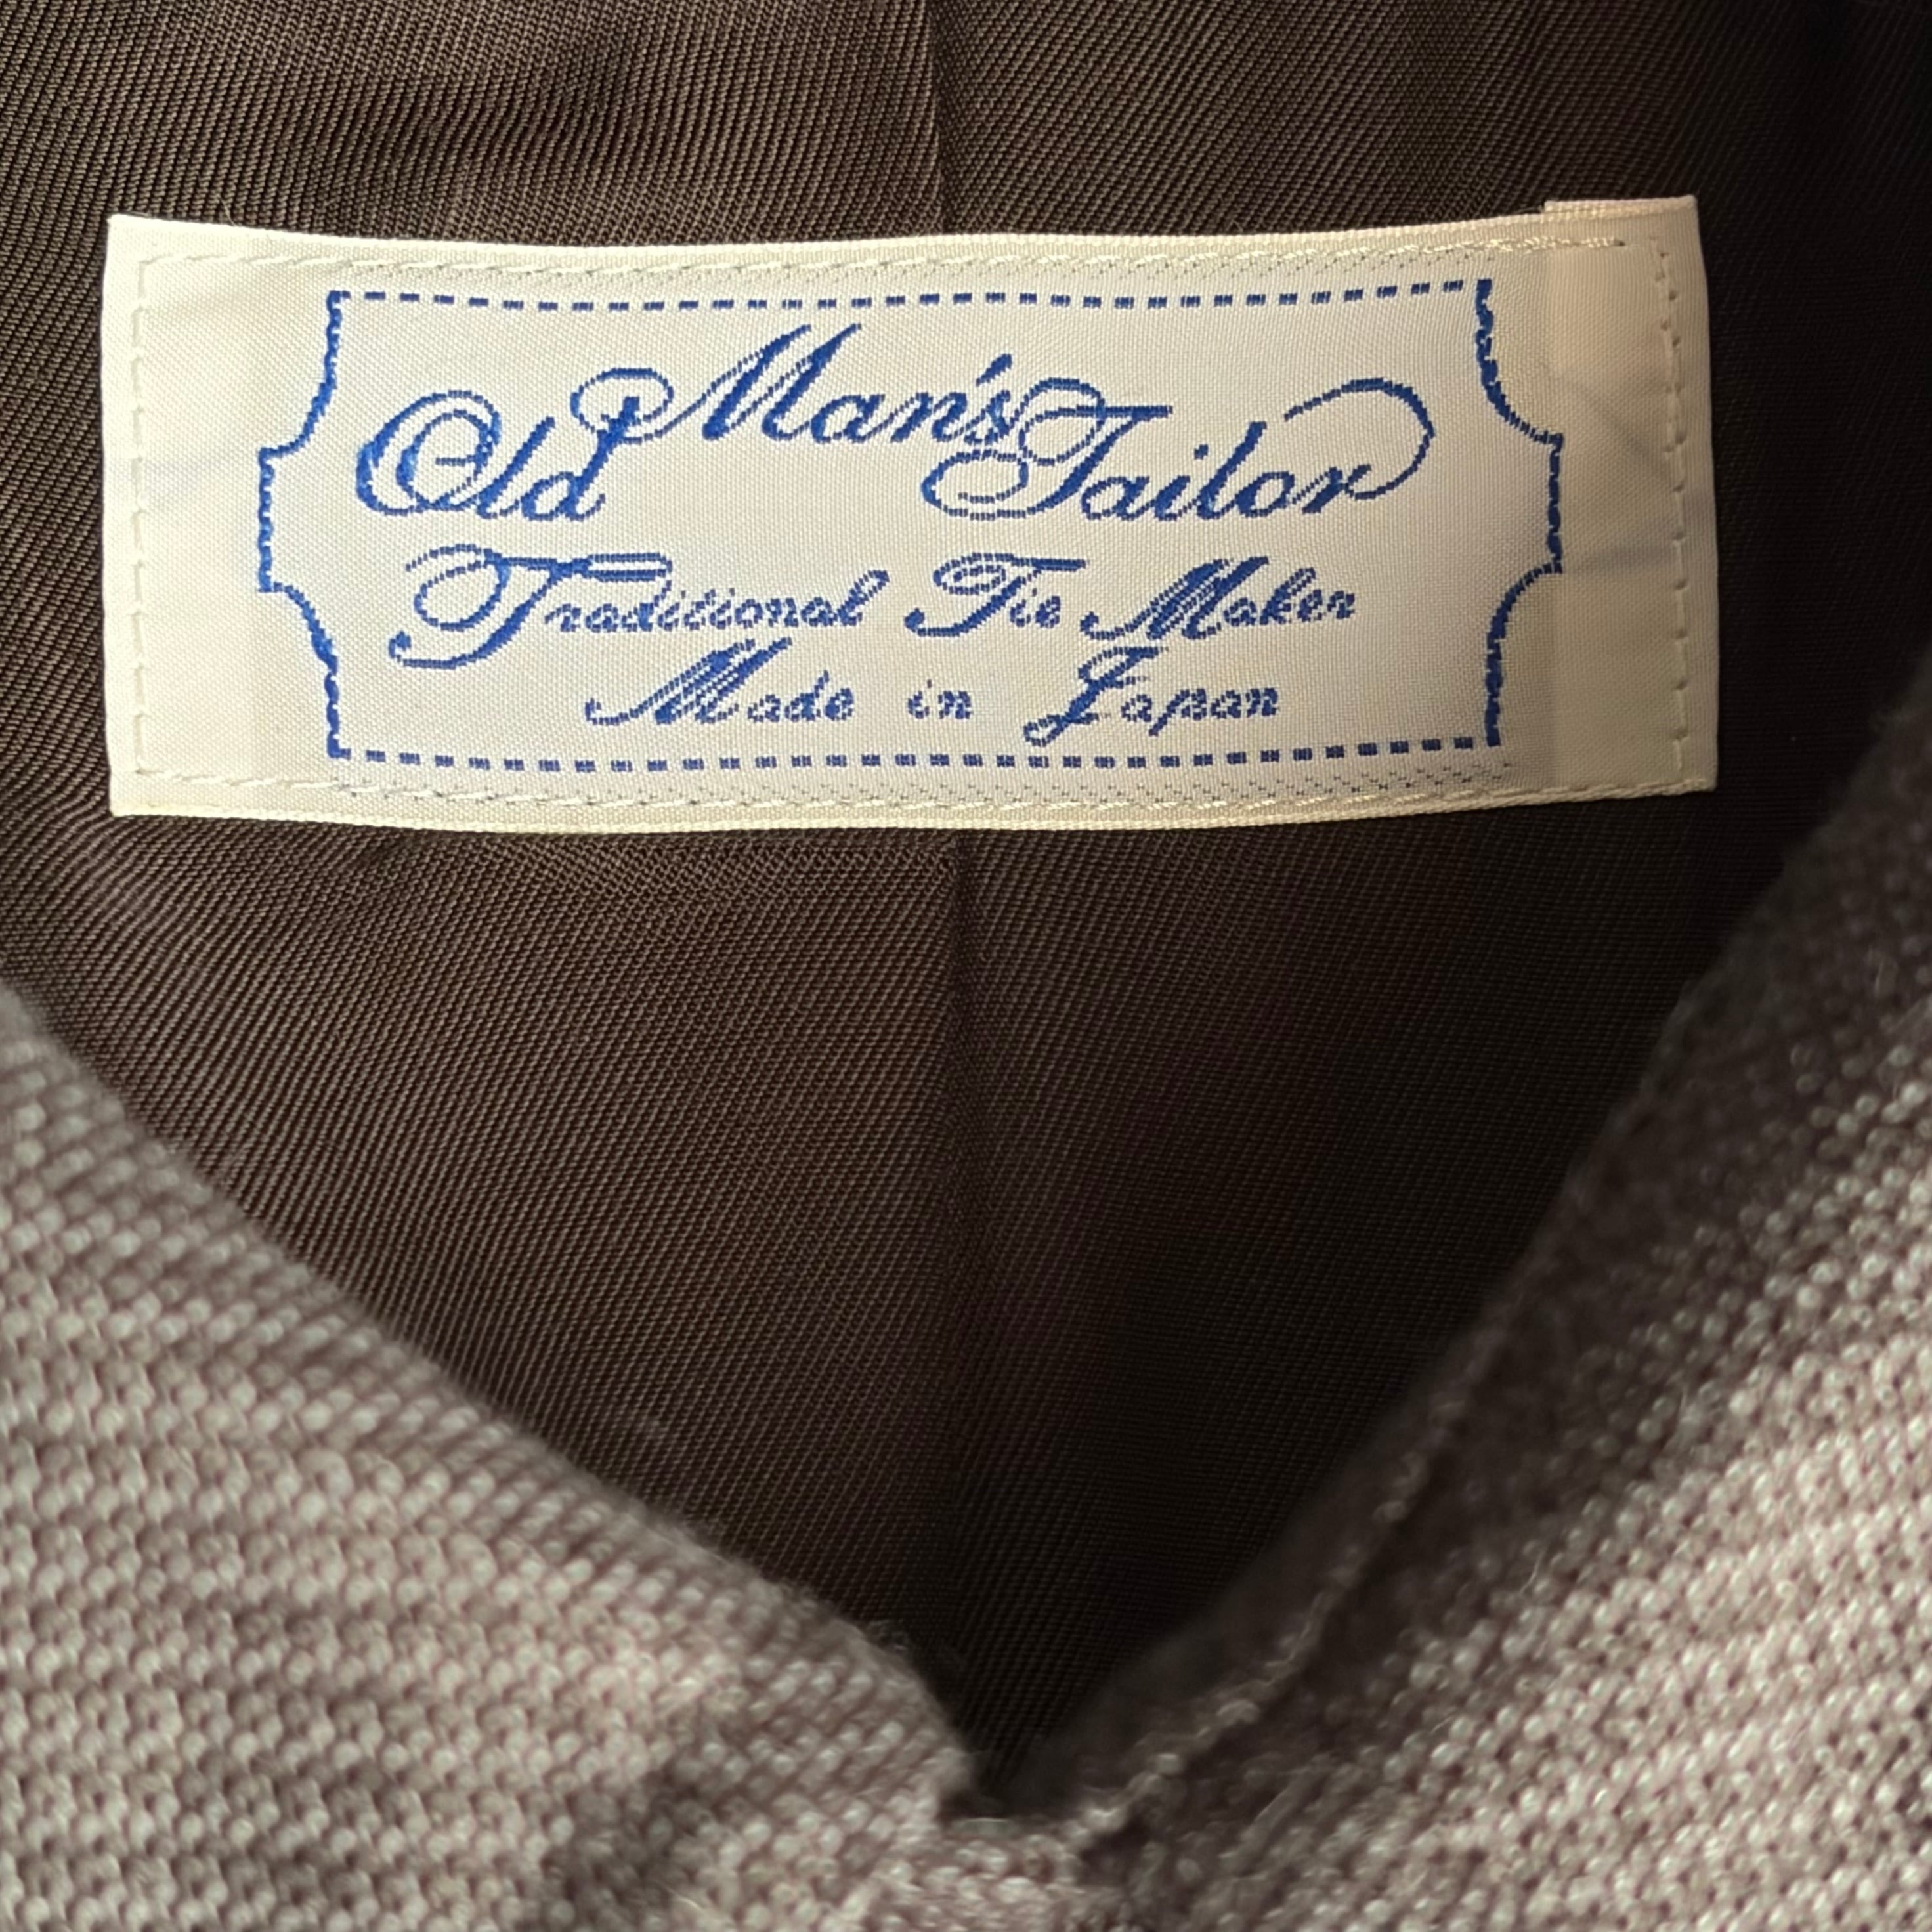 Old Man's Tailor
Traditional Tie Maker
Made in Japan